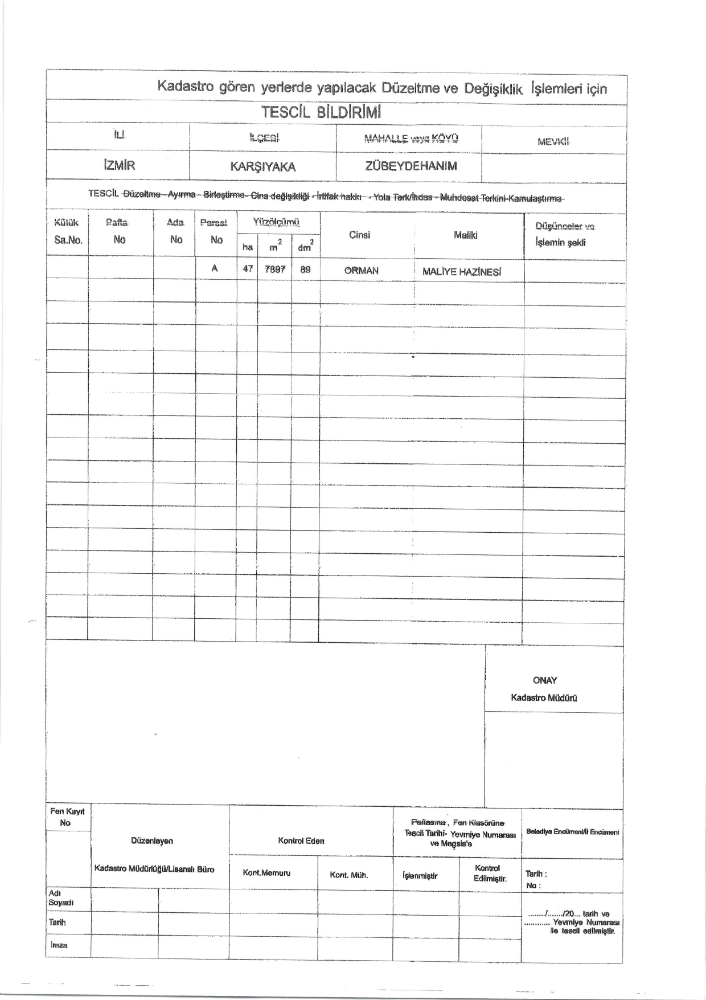 Kadastro gören yerlerde yapılacak Düzeltme ve Değişiklik İşlemleri için
TESCİL BİLDİRİMİ
İLİ İLÇESİ MAHALLE veya KÖYÜ MEVKİİ
İZMİR KARŞIYAKA ZÜBEYDEHANIM
TESCİL Düzeltme- Ayırma - Birleştirme- Cins değişikliği - İrtifak hakkı - Yola Terk/İhdas - Muhdesat Terkini-Kamulaştırma-
Kütük Pafta Ada Parsel Yüzölçümü Cinsi Maliki Düşünceler ve
Sa.No. No No No ha m2 dm2 İşlemin şekli
A 47 7897 89 ORMAN MALİYE HAZİNESİ
ONAY
Kadastro Müdürü
Fen Kayıt
No
Düzenleyen
Kadastro Müdürlüğü/Lisanslı Büro
Kontrol Eden
Kont.Memuru Kont. Müh.
Paftasına, Fen Klasörüne
Tescil Tarihi- Yevmiye Numarası
ve Megsis'e
İşlenmiştir
Kontrol
Edilmiştir.
Belediye Encümeni/İl Encümeni
Tarih :
No :
Adı
Soyadı
Tarih
İmza
......../......./20... tarih ve
............ Yevmiye Numarası
ile tescil edilmiştir.